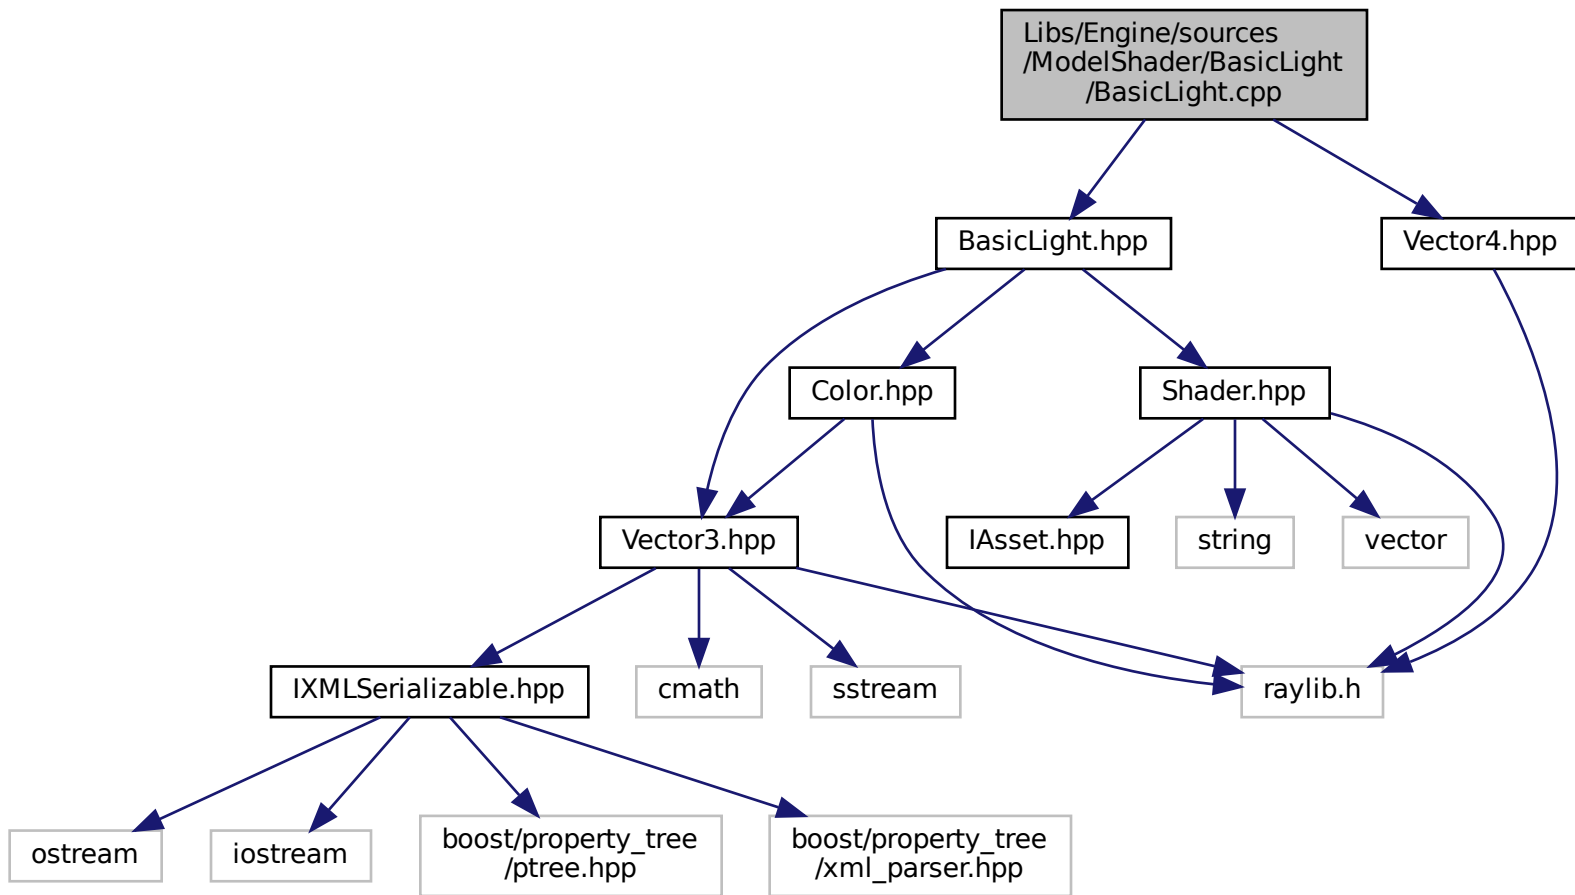 Libs/Engine/sources
/ModelShader/BasicLight
/BasicLight.cpp
BasicLight.hpp
Vector4.hpp
Color.hpp
Shader.hpp
Vector3.hpp
IAsset.hpp
string
vector
IXMLSerializable.hpp
cmath
sstream
raylib.h
ostream
iostream
boost/property_tree
/ptree.hpp
boost/property_tree
/xml_parser.hpp